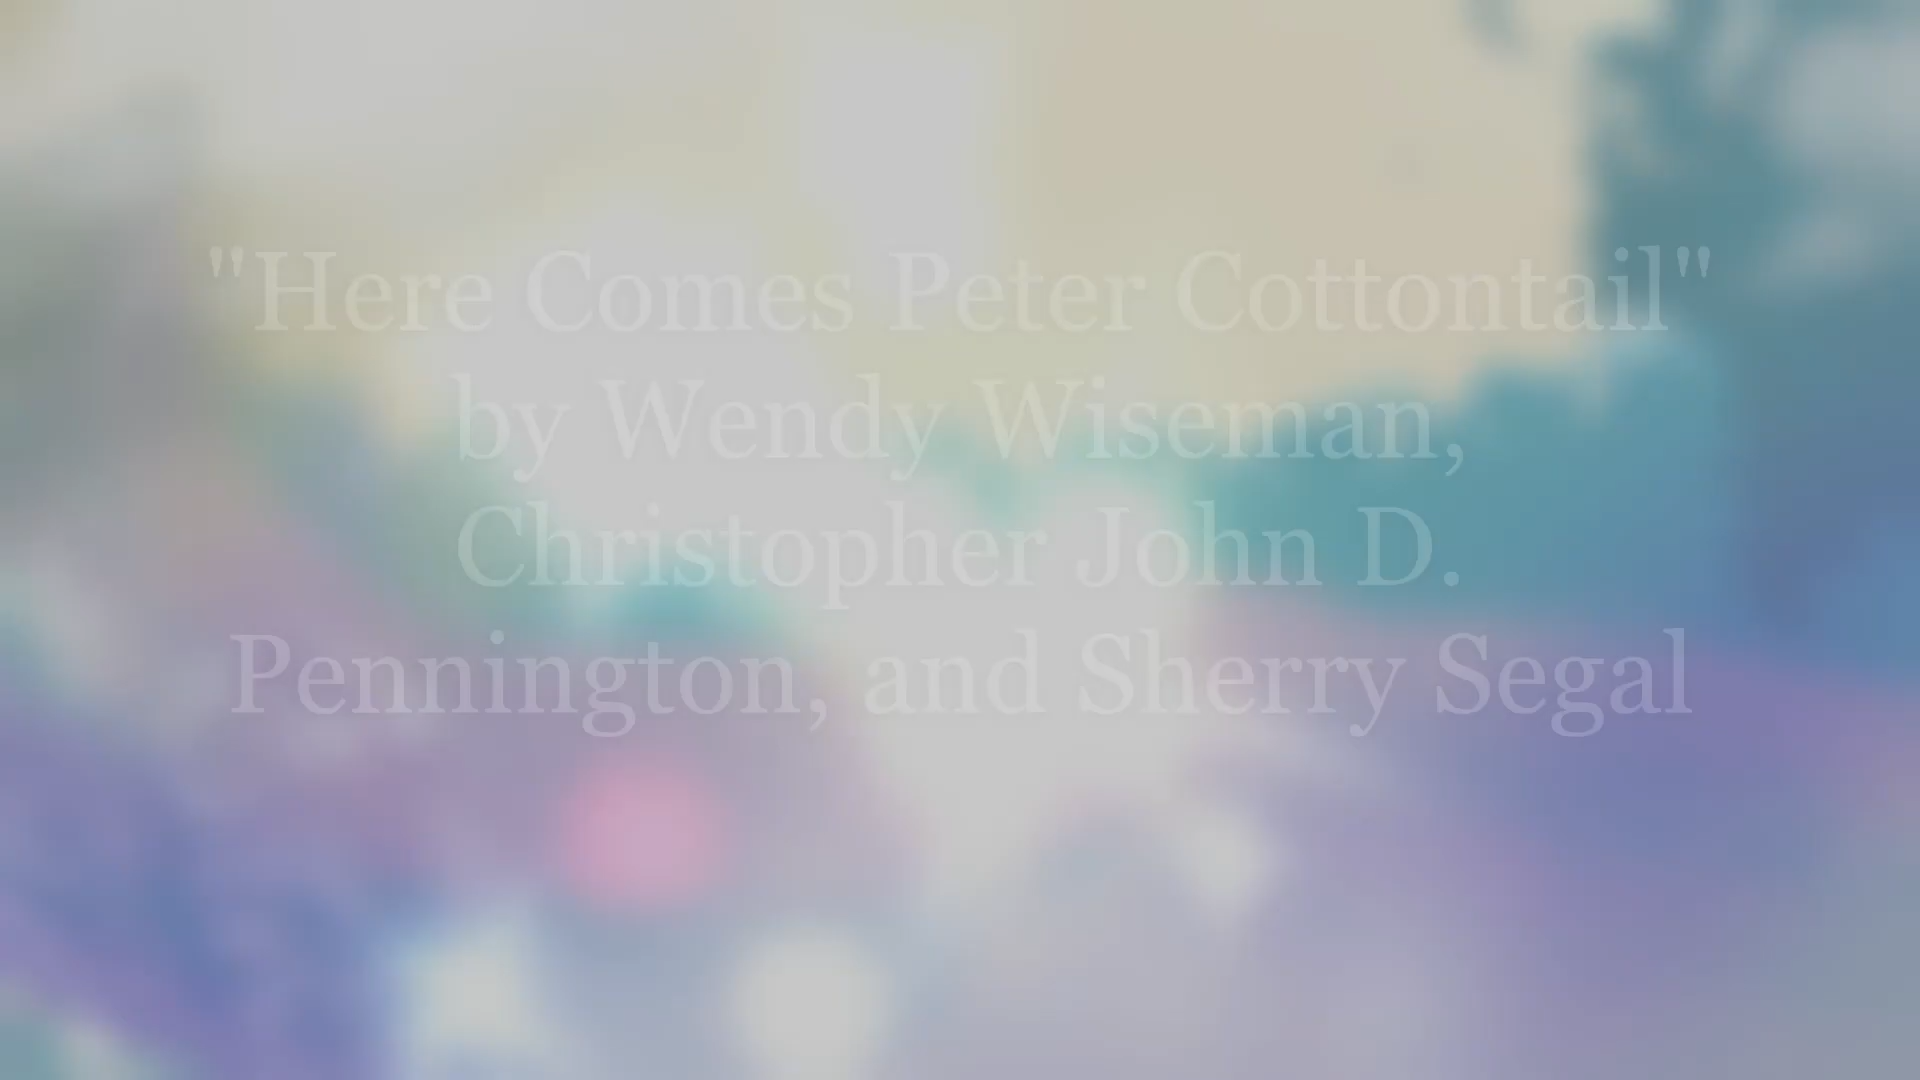 "Here Comes Peter Cottontail"
by Wendy Wiseman,
Christopher John D.
Pennington, and Sherry Segal